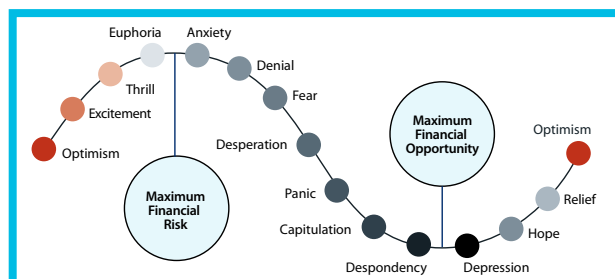 Euphoria
Anxiety
Thrill
Denial
Excitement
Fear
Optimism
Desperation
Maximum
Financial
Risk
Panic
Capitulation
Despondency
Maximum
Financial
Opportunity
Depression
Hope
Relief
Optimism